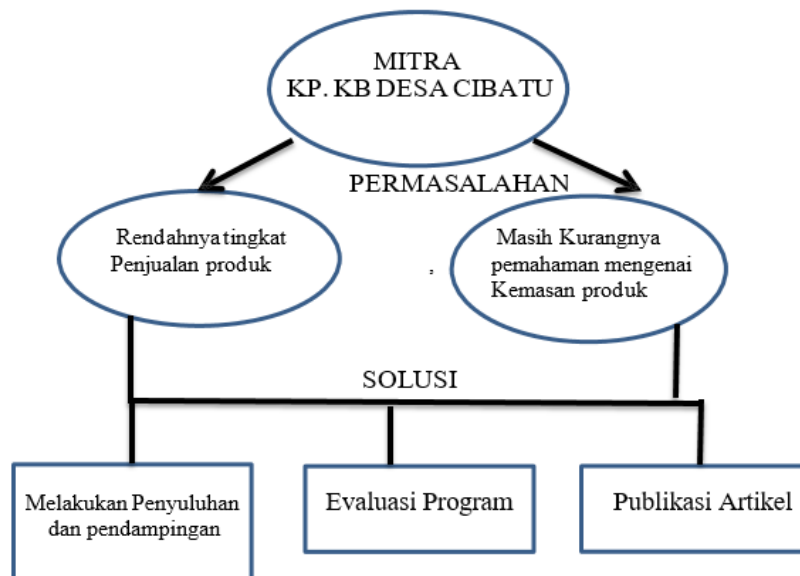 MITRA
KP. KB DESA CIBATU
PERMASALAHAN
Rendahnya tingkat
Penjualan produk
,
Masih Kurangnya
pemahaman mengenai
Kemasan produk
SOLUSI
Melakukan Penyuluhan
dan pendampingan
Evaluasi Program
Publikasi Artikel